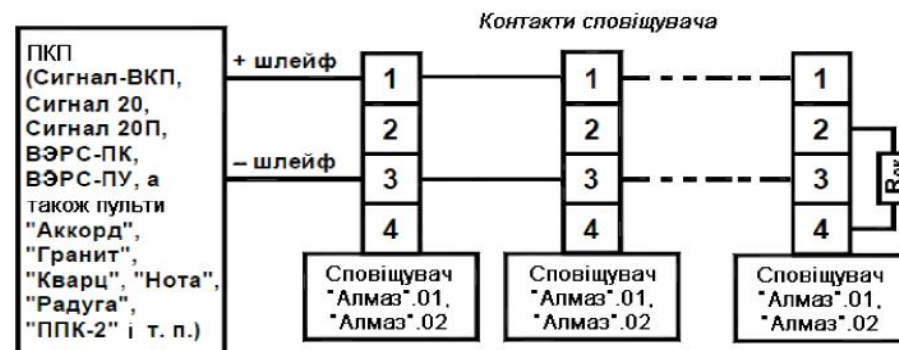 Контакти сповіщувача
ПКП
(Сигнал-ВКП,
Сигнал 20,
Сигнал 20П,
ВЭРС-ПК,
ВЭРС-ПУ, а
також пульти
"Аккорд",
"Гранит",
"Кварц", "Нота",
"Радуга",
"ППК-2" і т. п.)
+ шлейф
– шлейф
1
2
3
4
Сповіщувач
"Алмаз".01,
"Алмаз".02
1
2
3
4
Сповіщувач
"Алмаз".01,
"Алмаз".02
1
2
3
4
Сповіщувач
"Алмаз".01,
"Алмаз".02